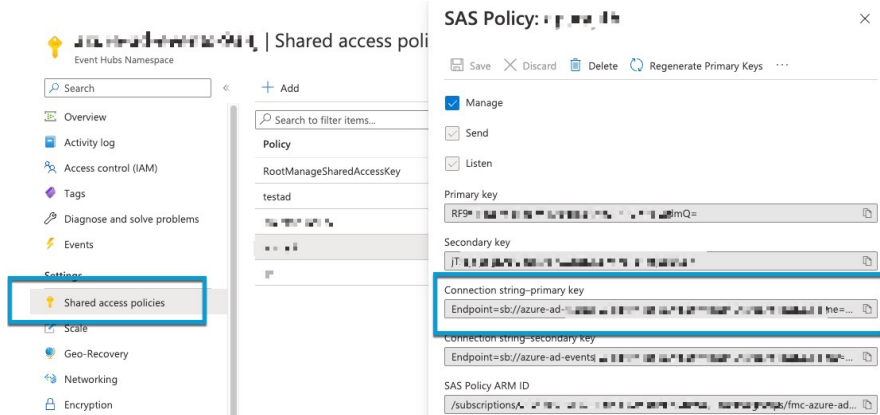 | Shared access poli
Event Hubs Namespace
Search
«
Overview
Activity log
Access control (IAM)
Tags
Diagnose and solve problems
Events
Settings
Shared access policies
Scale
Geo-Recovery
Networking
Encryption
+ Add
Search to filter items...
Policy
RootManageSharedAccessKey
testad
SAS Policy:
Save
Discard
Delete
Regenerate Primary Keys
...
Manage
Send
Listen
Primary key
RF9 dmQ=
Secondary key
jT
Connection string–primary key
Endpoint=sb://azure-ad- me=...
Connection string–secondary key
Endpoint=sb://azure-ad-events =...
SAS Policy ARM ID
/subscriptions/ s/fmc-azure-ad...